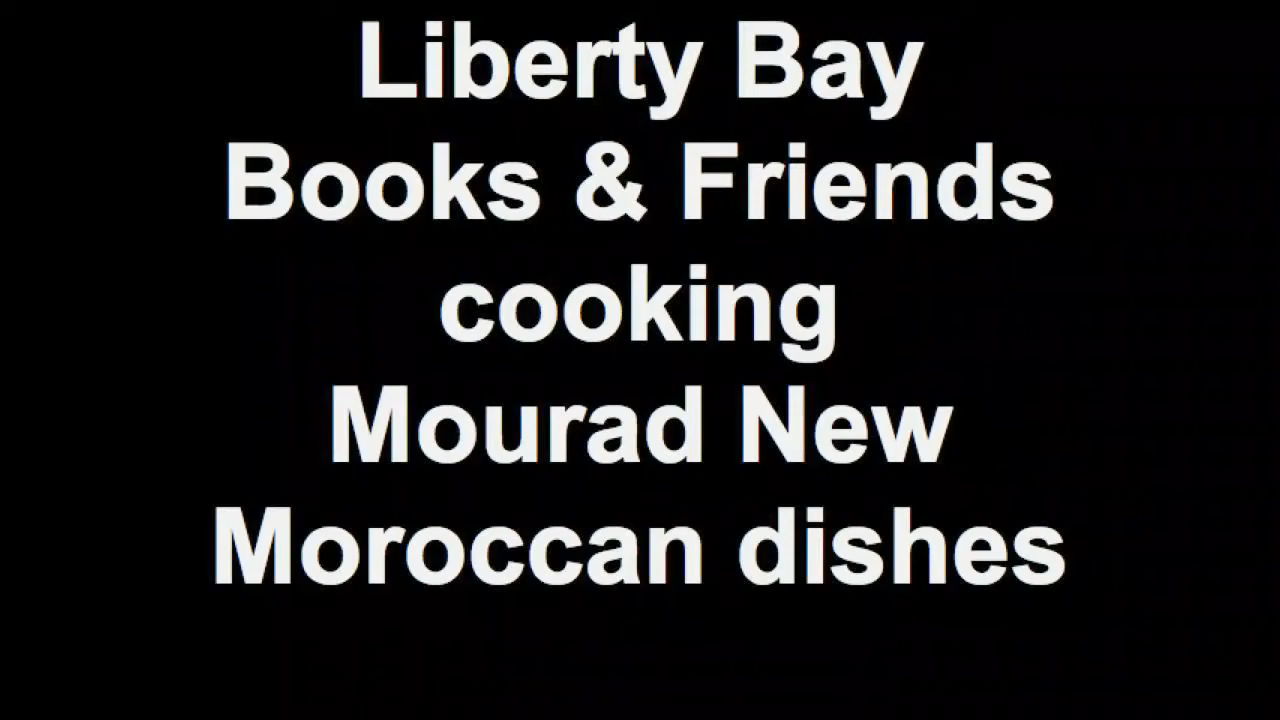 Liberty Bay
Books & Friends
cooking
Mourad New
Moroccan dishes